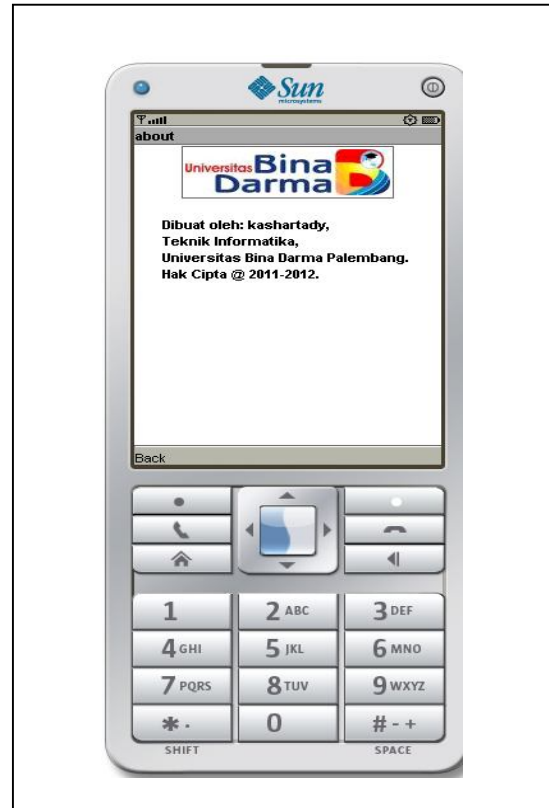 Sun
microsystems
about
Universitas Bina
Darma
Dibuat oleh: kashartady,
Teknik Informatika,
Universitas Bina Darma Palembang.
Hak Cipta @ 2011-2012.
Back
1 2 ABC 3 DEF
4 GHI 5 JKL 6 MNO
7 PQRS 8 TUV 9 WXYZ
* . 0 # - +
SHIFT SPACE